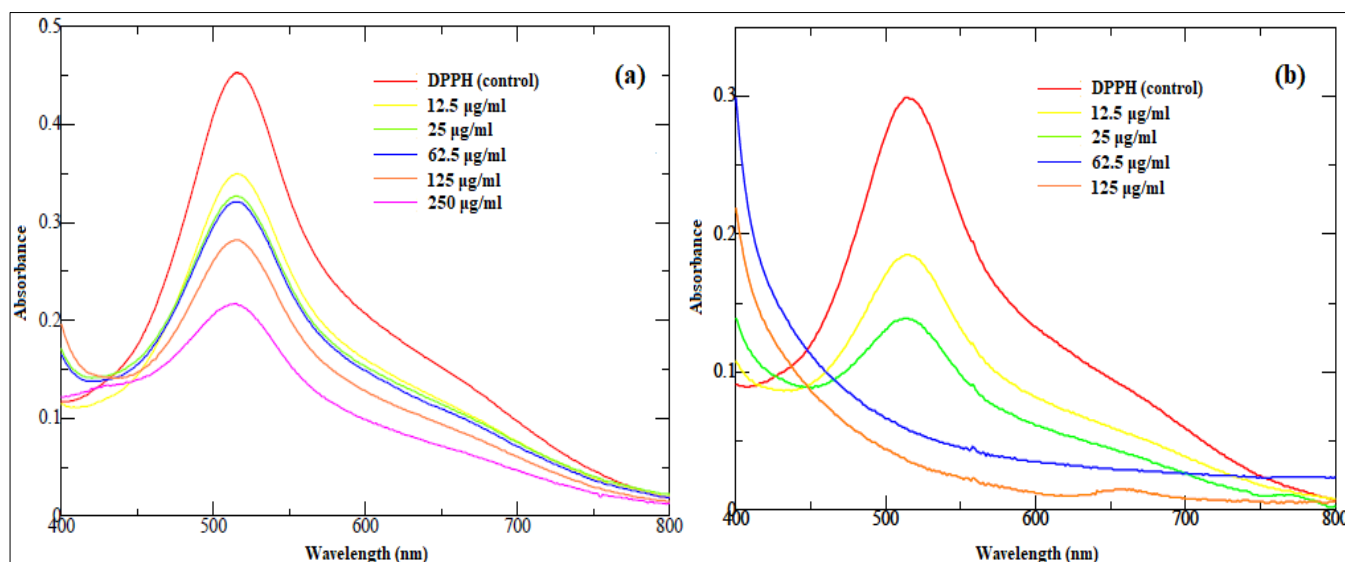 0.5
(a)
DPPH (control)
12.5 µg/ml
25 µg/ml
62.5 µg/ml
125 µg/ml
250 µg/ml
0.4
0.3
0.2
0.1
0
Absorbance
400
500
600
700
800
Wavelength (nm)
(b)
DPPH (control)
12.5 µg/ml
25 µg/ml
62.5 µg/ml
125 µg/ml
0.3
0.2
0.1
0
Absorbance
400
500
600
700
800
Wavelength (nm)